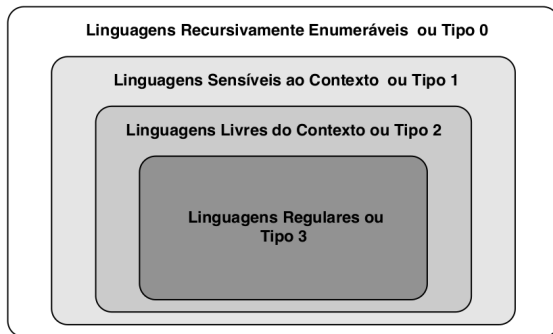 Linguagens Recursivamente Enumeráveis ou Tipo 0
Linguagens Sensíveis ao Contexto ou Tipo 1
Linguagens Livres do Contexto ou Tipo 2
Linguagens Regulares ou
Tipo 3